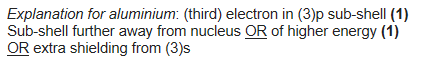 Explanation for aluminium: (third) electron in (3)p sub-shell (1)
Sub-shell further away from nucleus OR of higher energy (1)
OR extra shielding from (3)s